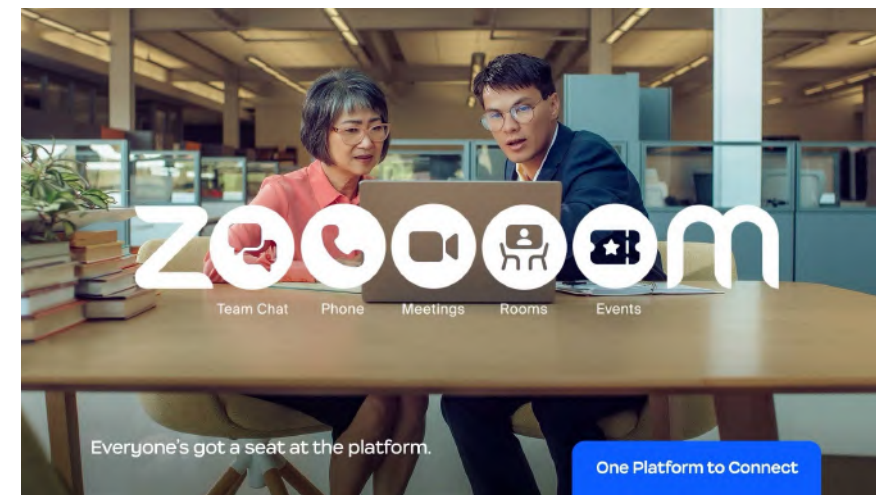 zooooom
Team Chat Phone Meetings Rooms Events
Everyone's got a seat at the platform.
One Platform to Connect